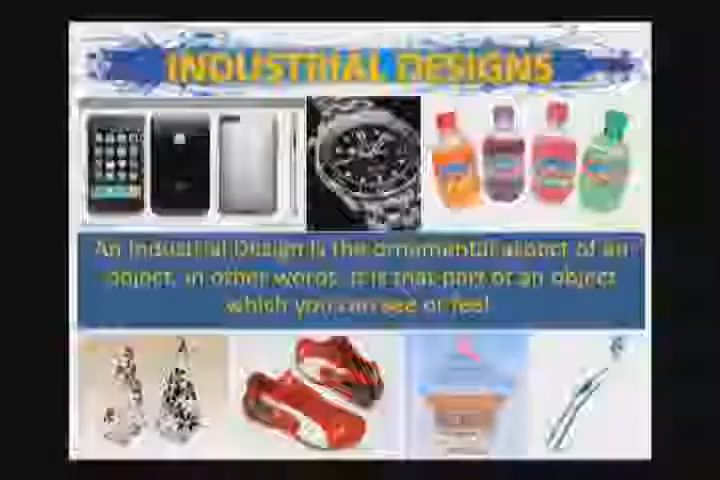 INDUSTRIAL DESIGNS
An Industrial Design is the ornamental aspect of an
object. In other words, it is that part of an object
which you can see or feel